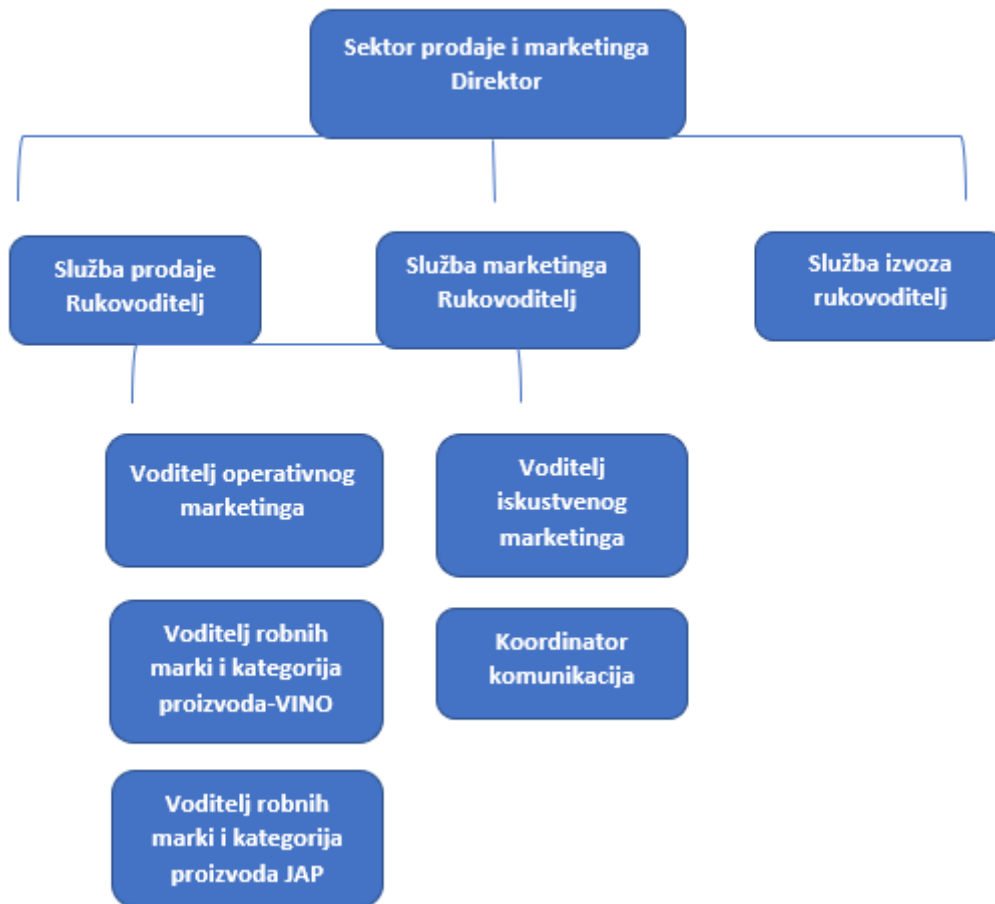 Sektor prodaje i marketinga
Direktor
Služba prodaje
Rukovoditelj
Služba marketinga
Rukovoditelj
Služba izvoza
rukovoditelj
Voditelj operativnog
marketinga
Voditelj
iskustvenog
marketinga
Voditelj robnih
marki i kategorija
proizvoda-VINO
Koordinator
komunikacija
Voditelj robnih
marki i kategorija
proizvoda JAP